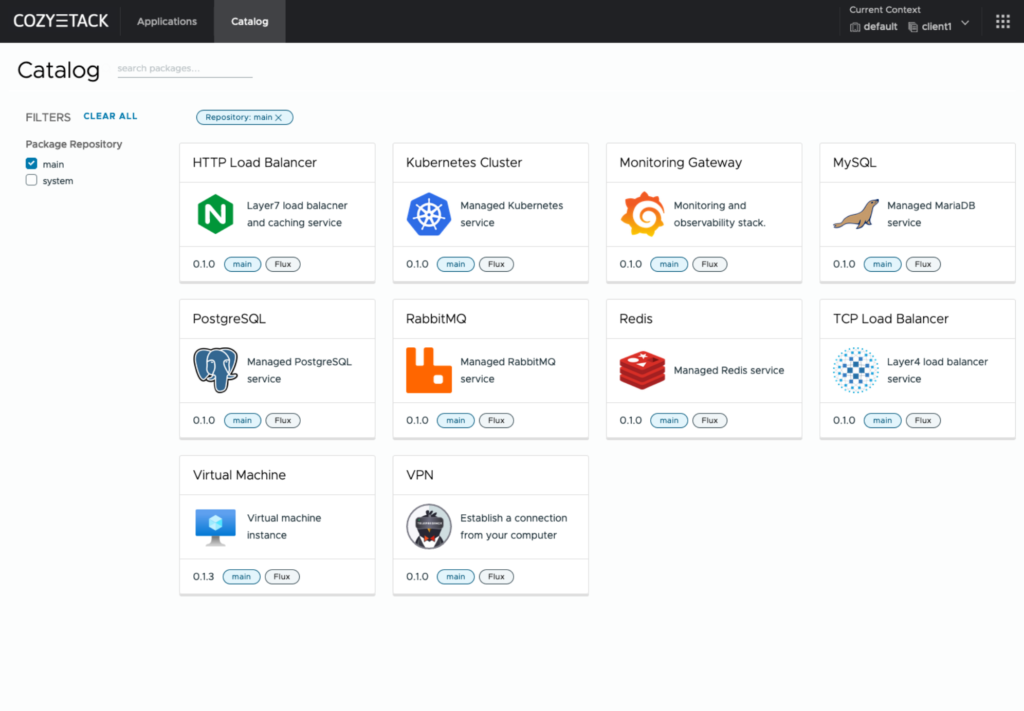 COZYSTACK
Applications
Catalog
Current Context
default
client1
Catalog
search packages...
FILTERS
CLEAR ALL
Repository: main
Package Repository
main
system
HTTP Load Balancer
Layer7 load balacner
and caching service
0.1.0
main
Flux
Kubernetes Cluster
Managed Kubernetes
service
0.1.0
main
Flux
Monitoring Gateway
Monitoring and
observability stack.
0.1.0
main
Flux
MySQL
Managed MariaDB
service
0.1.0
main
Flux
PostgreSQL
Managed PostgreSQL
service
0.1.0
main
Flux
RabbitMQ
Managed RabbitMQ
service
0.1.0
main
Flux
Redis
Managed Redis service
0.1.0
main
Flux
TCP Load Balancer
Layer4 load balancer
service
0.1.0
main
Flux
Virtual Machine
Virtual machine
instance
0.1.3
main
Flux
VPN
Establish a connection
from your computer
0.1.0
main
Flux